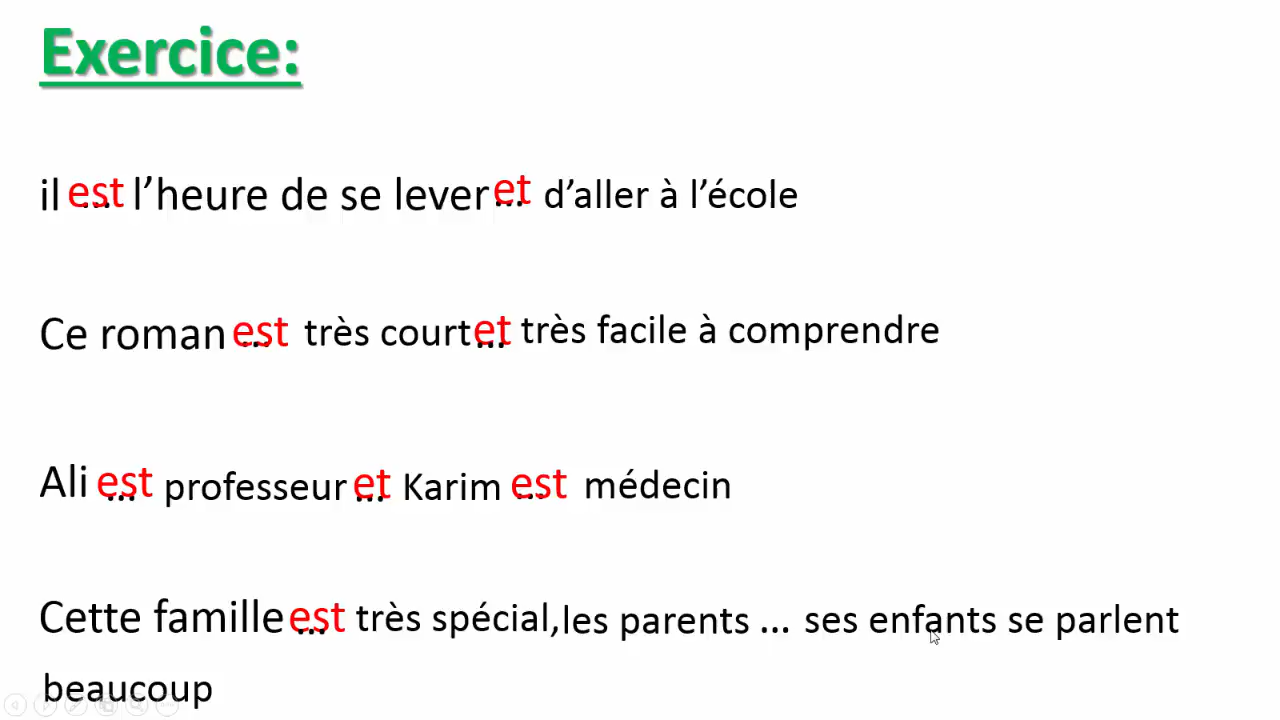 Exercice:
il est l’heure de se lever et d’aller à l’école
Ce roman est très court et très facile à comprendre
Ali est professeur et Karim est médecin
Cette famille est très spécial,les parents ... ses enfants se parlent
beaucoup